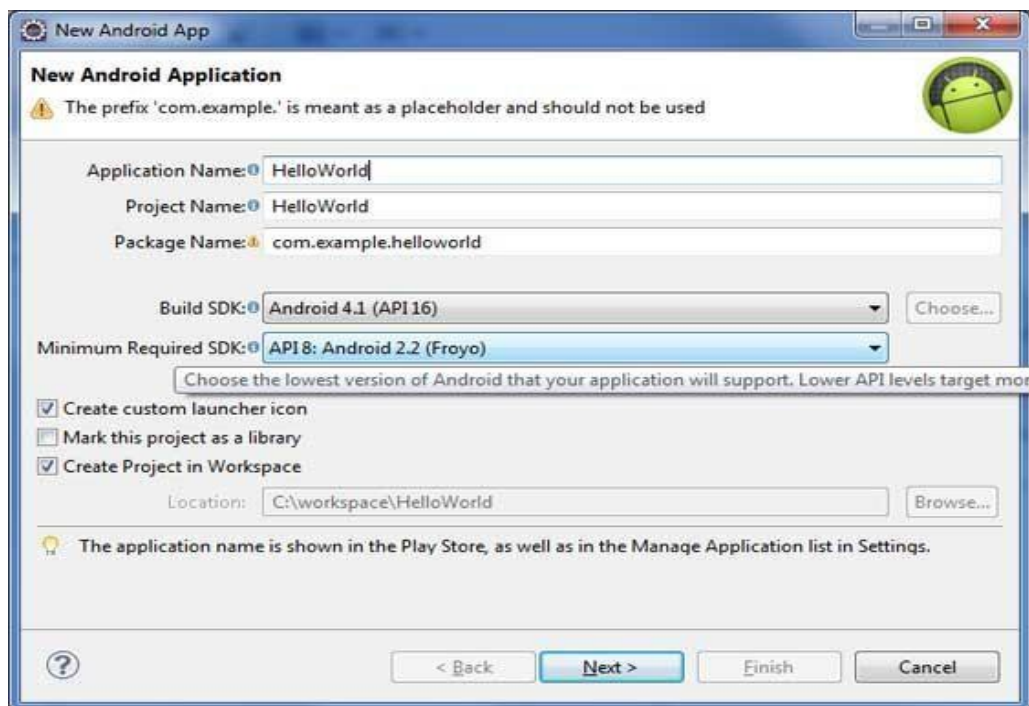 New Android App
New Android Application
The prefix 'com.example.' is meant as a placeholder and should not be used
Application Name: HelloWorld
Project Name: HelloWorld
Package Name: com.example.helloworld
Build SDK: Android 4.1 (API 16) Choose...
Minimum Required SDK: API 8: Android 2.2 (Froyo)
Choose the lowest version of Android that your application will support. Lower API levels target
Create custom launcher icon
Mark this project as a library
Create Project in Workspace
Location: C:\workspace\HelloWorld Browse...
The application name is shown in the Play Store, as well as in the Manage Application list in Settings.
? < Back Next > Finish Cancel